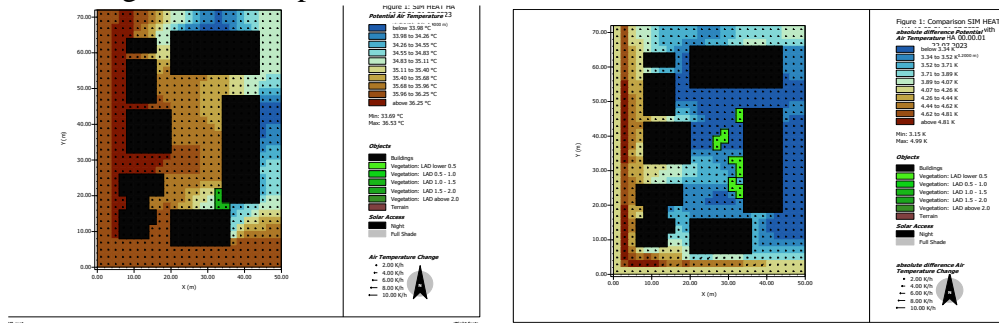 Figure 1: SIM HEAT HA
Potential Air Temperature
below 33.98 °C
33.98 to 34.26 °C
34.26 to 34.55 °C
34.55 to 34.83 °C
34.83 to 35.11 °C
35.11 to 35.40 °C
35.40 to 35.68 °C
35.68 to 35.96 °C
35.96 to 36.25 °C
above 36.25 °C
Min: 33.69 °C
Max: 36.53 °C
Objects
Buildings
Vegetation: LAD lower 0.5
Vegetation: LAD 0.5 - 1.0
Vegetation: LAD 1.0 - 1.5
Vegetation: LAD 1.5 - 2.0
Vegetation: LAD above 2.0
Terrain
Solar Access
Night
Full Shade
Air Temperature Change
2.00 K/h
4.00 K/h
6.00 K/h
8.00 K/h
10.00 K/h
N
70.00
60.00
50.00
40.00
30.00
20.00
10.00
0.00
Y (m)
0.00 10.00 20.00 30.00 40.00 50.00
X (m)
Figure 1: Comparison SIM HEAT
with
HA 00.00.01
22.07.2023
absolute difference Potential
Air Temperature
below 3.34 K
3.34 to 3.52 K
3.52 to 3.71 K
3.71 to 3.89 K
3.89 to 4.07 K
4.07 to 4.26 K
4.26 to 4.44 K
4.44 to 4.62 K
4.62 to 4.81 K
above 4.81 K
Min: 3.15 K
Max: 4.99 K
Objects
Buildings
Vegetation: LAD lower 0.5
Vegetation: LAD 0.5 - 1.0
Vegetation: LAD 1.0 - 1.5
Vegetation: LAD 1.5 - 2.0
Vegetation: LAD above 2.0
Terrain
Solar Access
Night
Full Shade
absolute difference Air
Temperature Change
2.00 K/h
4.00 K/h
6.00 K/h
8.00 K/h
10.00 K/h
N
70.00
60.00
50.00
40.00
30.00
20.00
10.00
0.00
Y (m)
0.00 10.00 20.00 30.00 40.00 50.00
X (m)